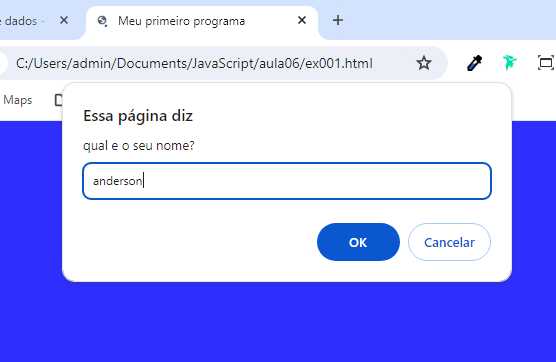 e dados -
Meu primeiro programa
C:/Users/admin/Documents/JavaScript/aula06/ex001.html
Maps
Essa página diz
qual e o seu nome?
anderson
OK
Cancelar